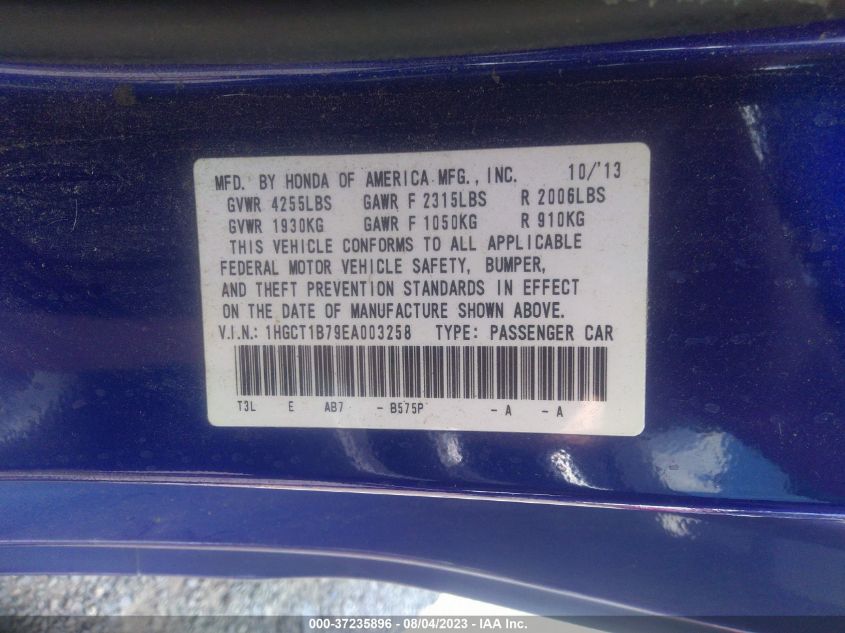 MFD. BY HONDA OF AMERICA MFG., INC. 10/'13
GVWR 4255LBS GAWR F 2315LBS R 2006LBS
GVWR 1930KG GAWR F 1050KG R 910KG
THIS VEHICLE CONFORMS TO ALL APPLICABLE
FEDERAL MOTOR VEHICLE SAFETY, BUMPER,
AND THEFT PREVENTION STANDARDS IN EFFECT
ON THE DATE OF MANUFACTURE SHOWN ABOVE.
V.I.N.: 1HGCT1B79EA003258 TYPE: PASSENGER CAR
T3L E AB7 - B575P - A - A
000-37235896 - 08/04/2023 - IAA Inc.